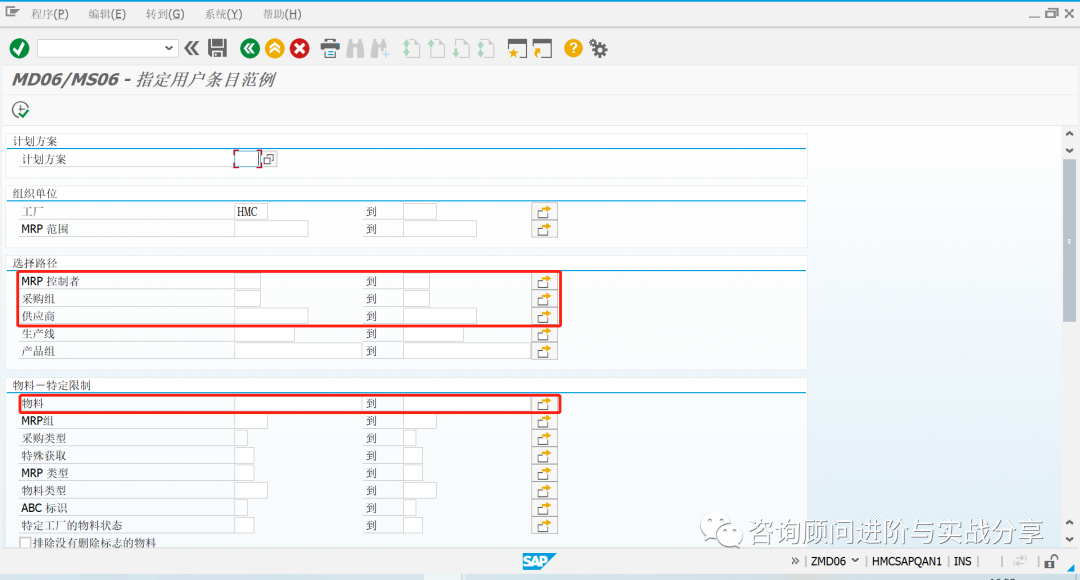 程序(P) 编辑(E) 转到(G) 系统(Y) 帮助(H)
MD06/MS06 - 指定用户条目范例
计划方案
计划方案
组织单位
工厂 HMC 到
MRP 范围 到
选择路径
MRP 控制者 到
采购组 到
供应商 到
生产线 到
产品组 到
物料－特定限制
物料 到
MRP组 到
采购类型 到
特殊获取 到
MRP 类型 到
物料类型 到
ABC 标识 到
特定工厂的物料状态 到
排除没有删除标志的物料
咨询顾问进阶与实战分享
SAP
ZMD06 HMCSAPQAN1 INS